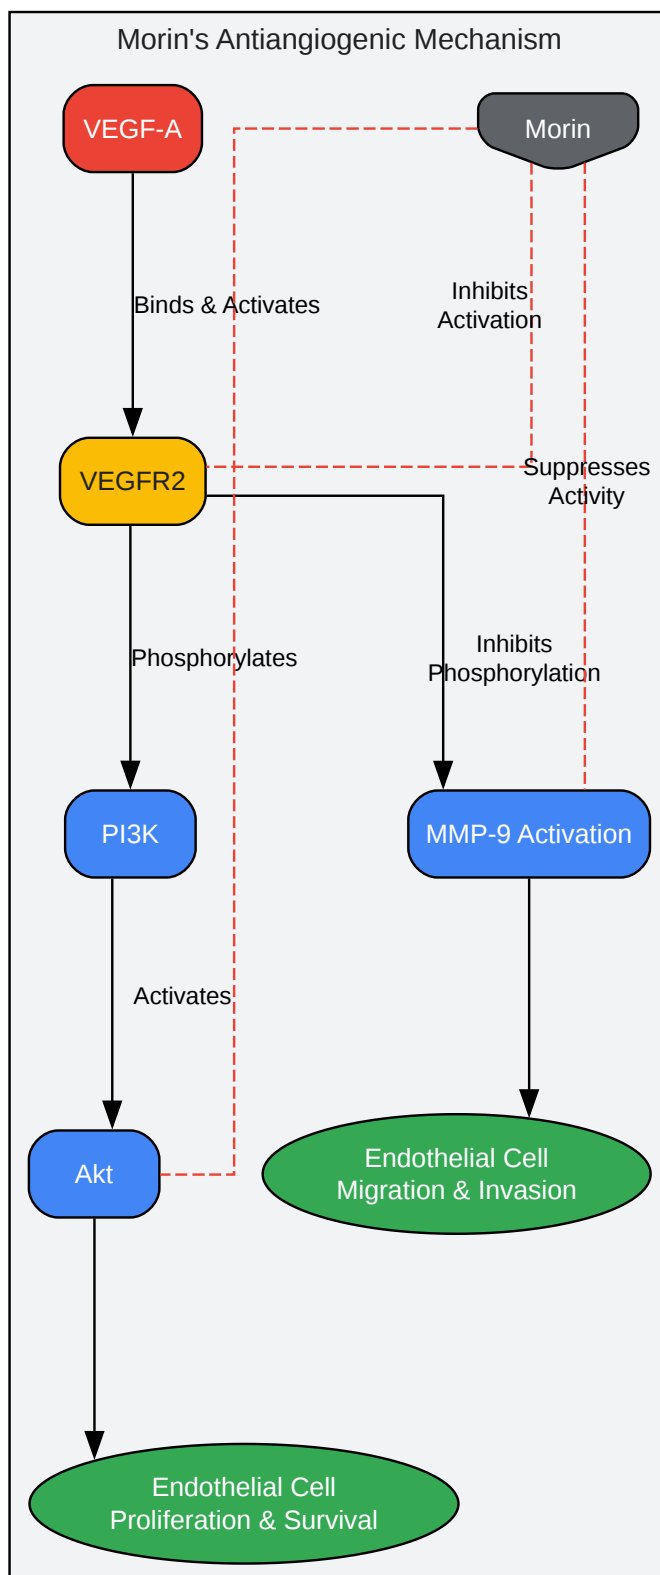 Morin's Antiangiogenic Mechanism
VEGF-A
Morin
Binds & Activates
Inhibits
Activation
VEGFR2
Suppresses
Activity
Phosphorylates
Inhibits
Phosphorylation
PI3K
MMP-9 Activation
Activates
Akt
Endothelial Cell
Migration & Invasion
Endothelial Cell
Proliferation & Survival